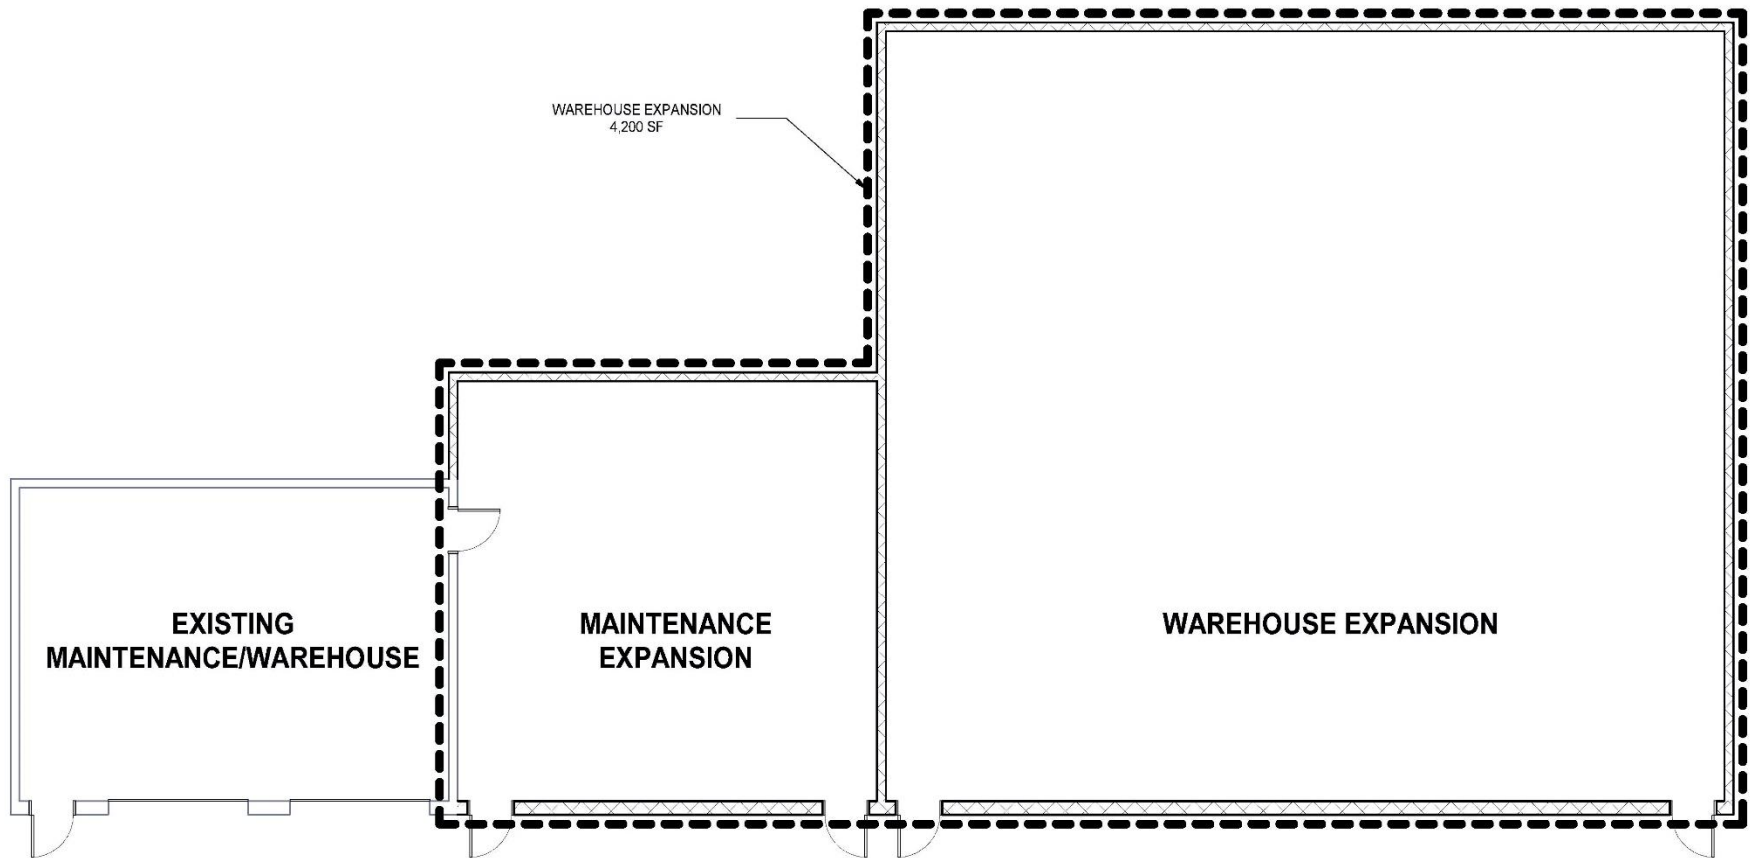 WAREHOUSE EXPANSION
4,200 SF
EXISTING
MAINTENANCE/WAREHOUSE
MAINTENANCE
EXPANSION
WAREHOUSE EXPANSION